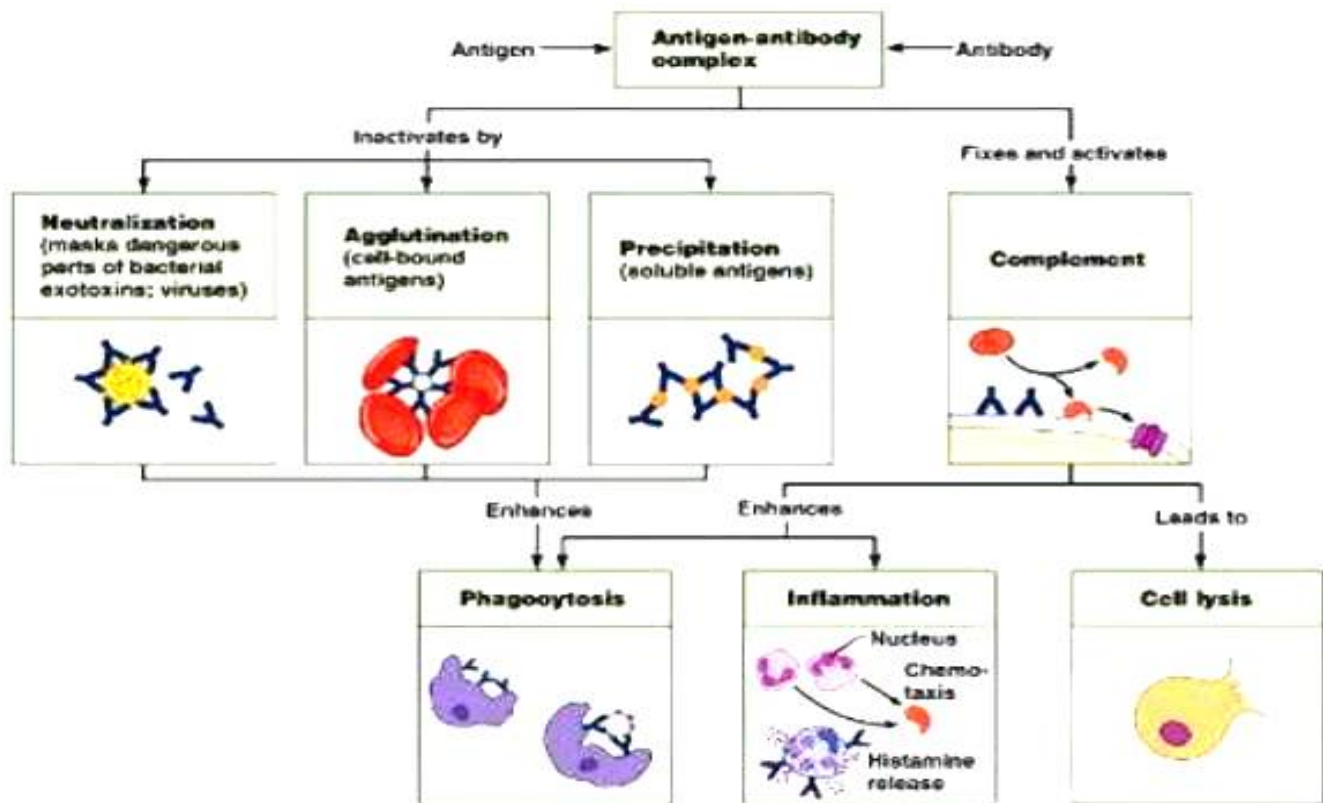 Antigen
Antigen-antibody
complex
Antibody
Inactivates by
Fixes and activates
Neutralization
(masks dangerous
parts of bacterial
exotoxins; viruses)
Agglutination
(cell-bound
antigens)
Precipitation
(soluble antigens)
Complement
Enhances
Enhances
Leads to
Phagocytosis
Inflammation
Nucleus
Chemo-
taxis
Histamine
release
Cell lysis